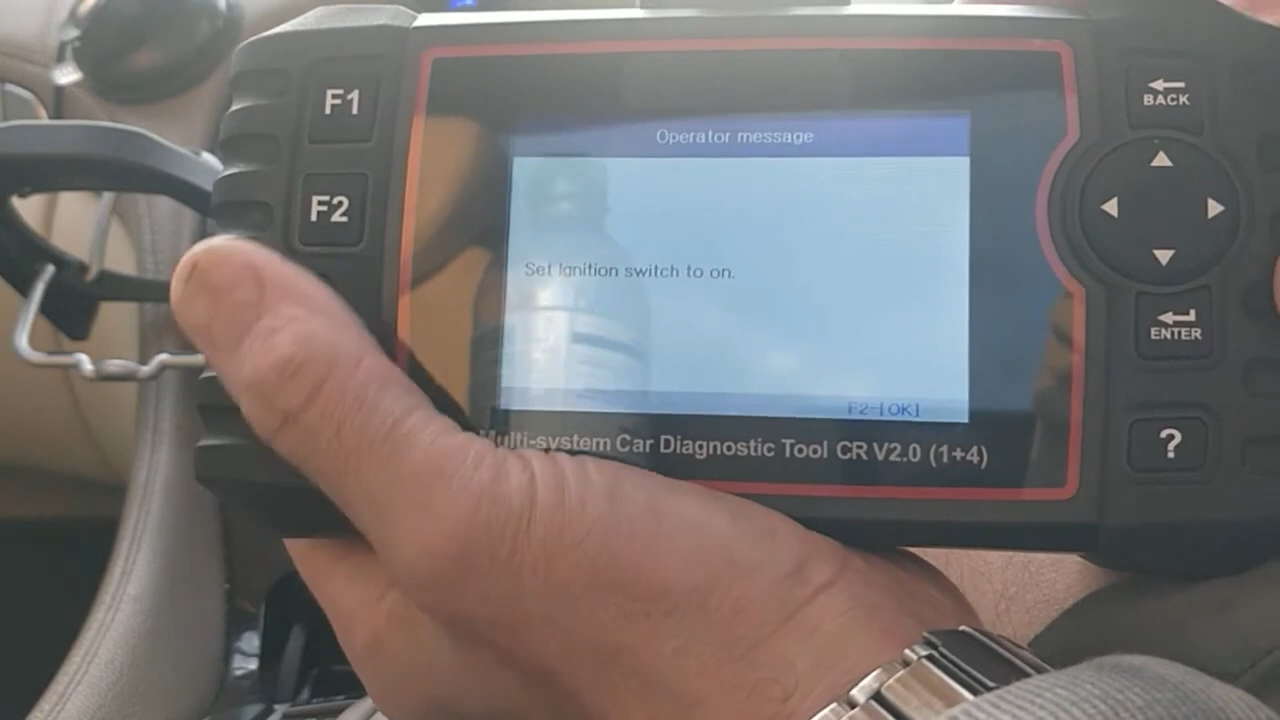 F1
F2
Operator message
Set Ignition switch to on.
F2-[OK]
Multi-system Car Diagnostic Tool CR V2.0 (1+4)
BACK
ENTER
?